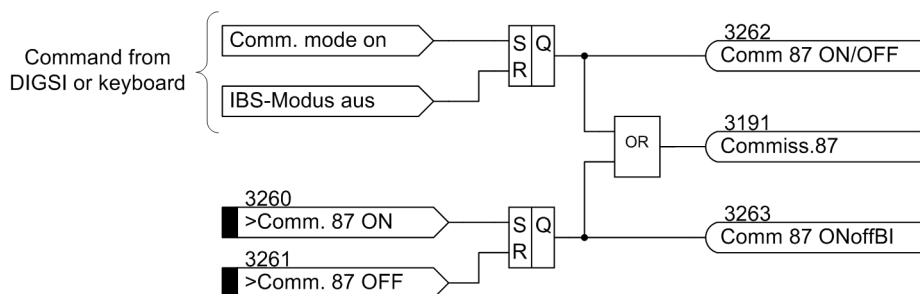 Command from
DIGSI or keyboard
Comm. mode on
IBS-Modus aus
S Q
R
3262
Comm 87 ON/OFF
OR
3191
Commiss.87
3260
>Comm. 87 ON
3261
>Comm. 87 OFF
S Q
R
3263
Comm 87 ONoffBI